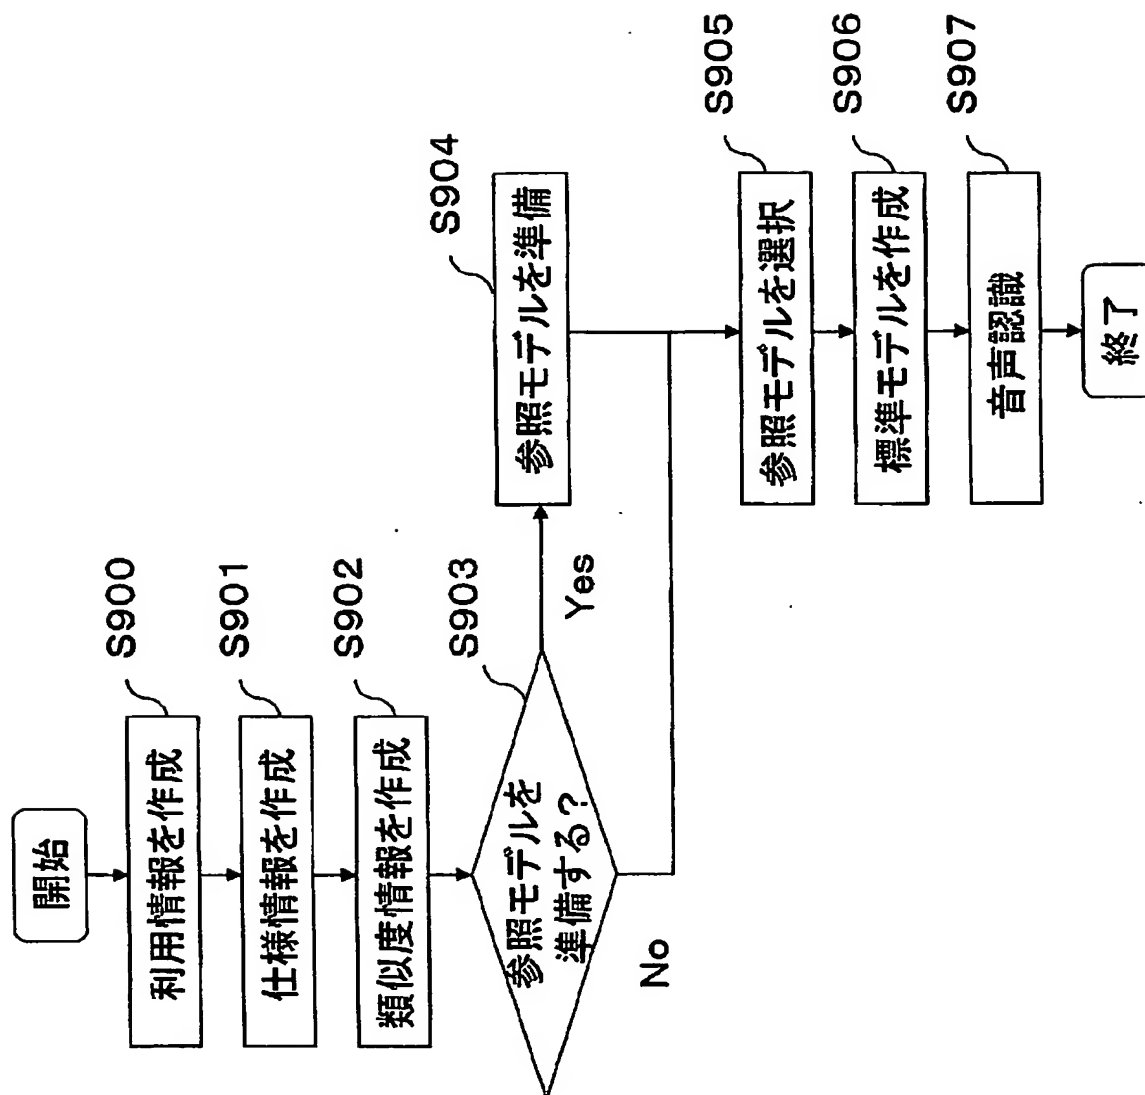 開始
利用情報を作成
S900
仕様情報を作成
S901
類似度情報を作成
S902
参照モデルを
準備する?
S903
Yes
No
参照モデルを準備
S904
参照モデルを選択
S905
標準モデルを作成
S906
音声認識
S907
終了